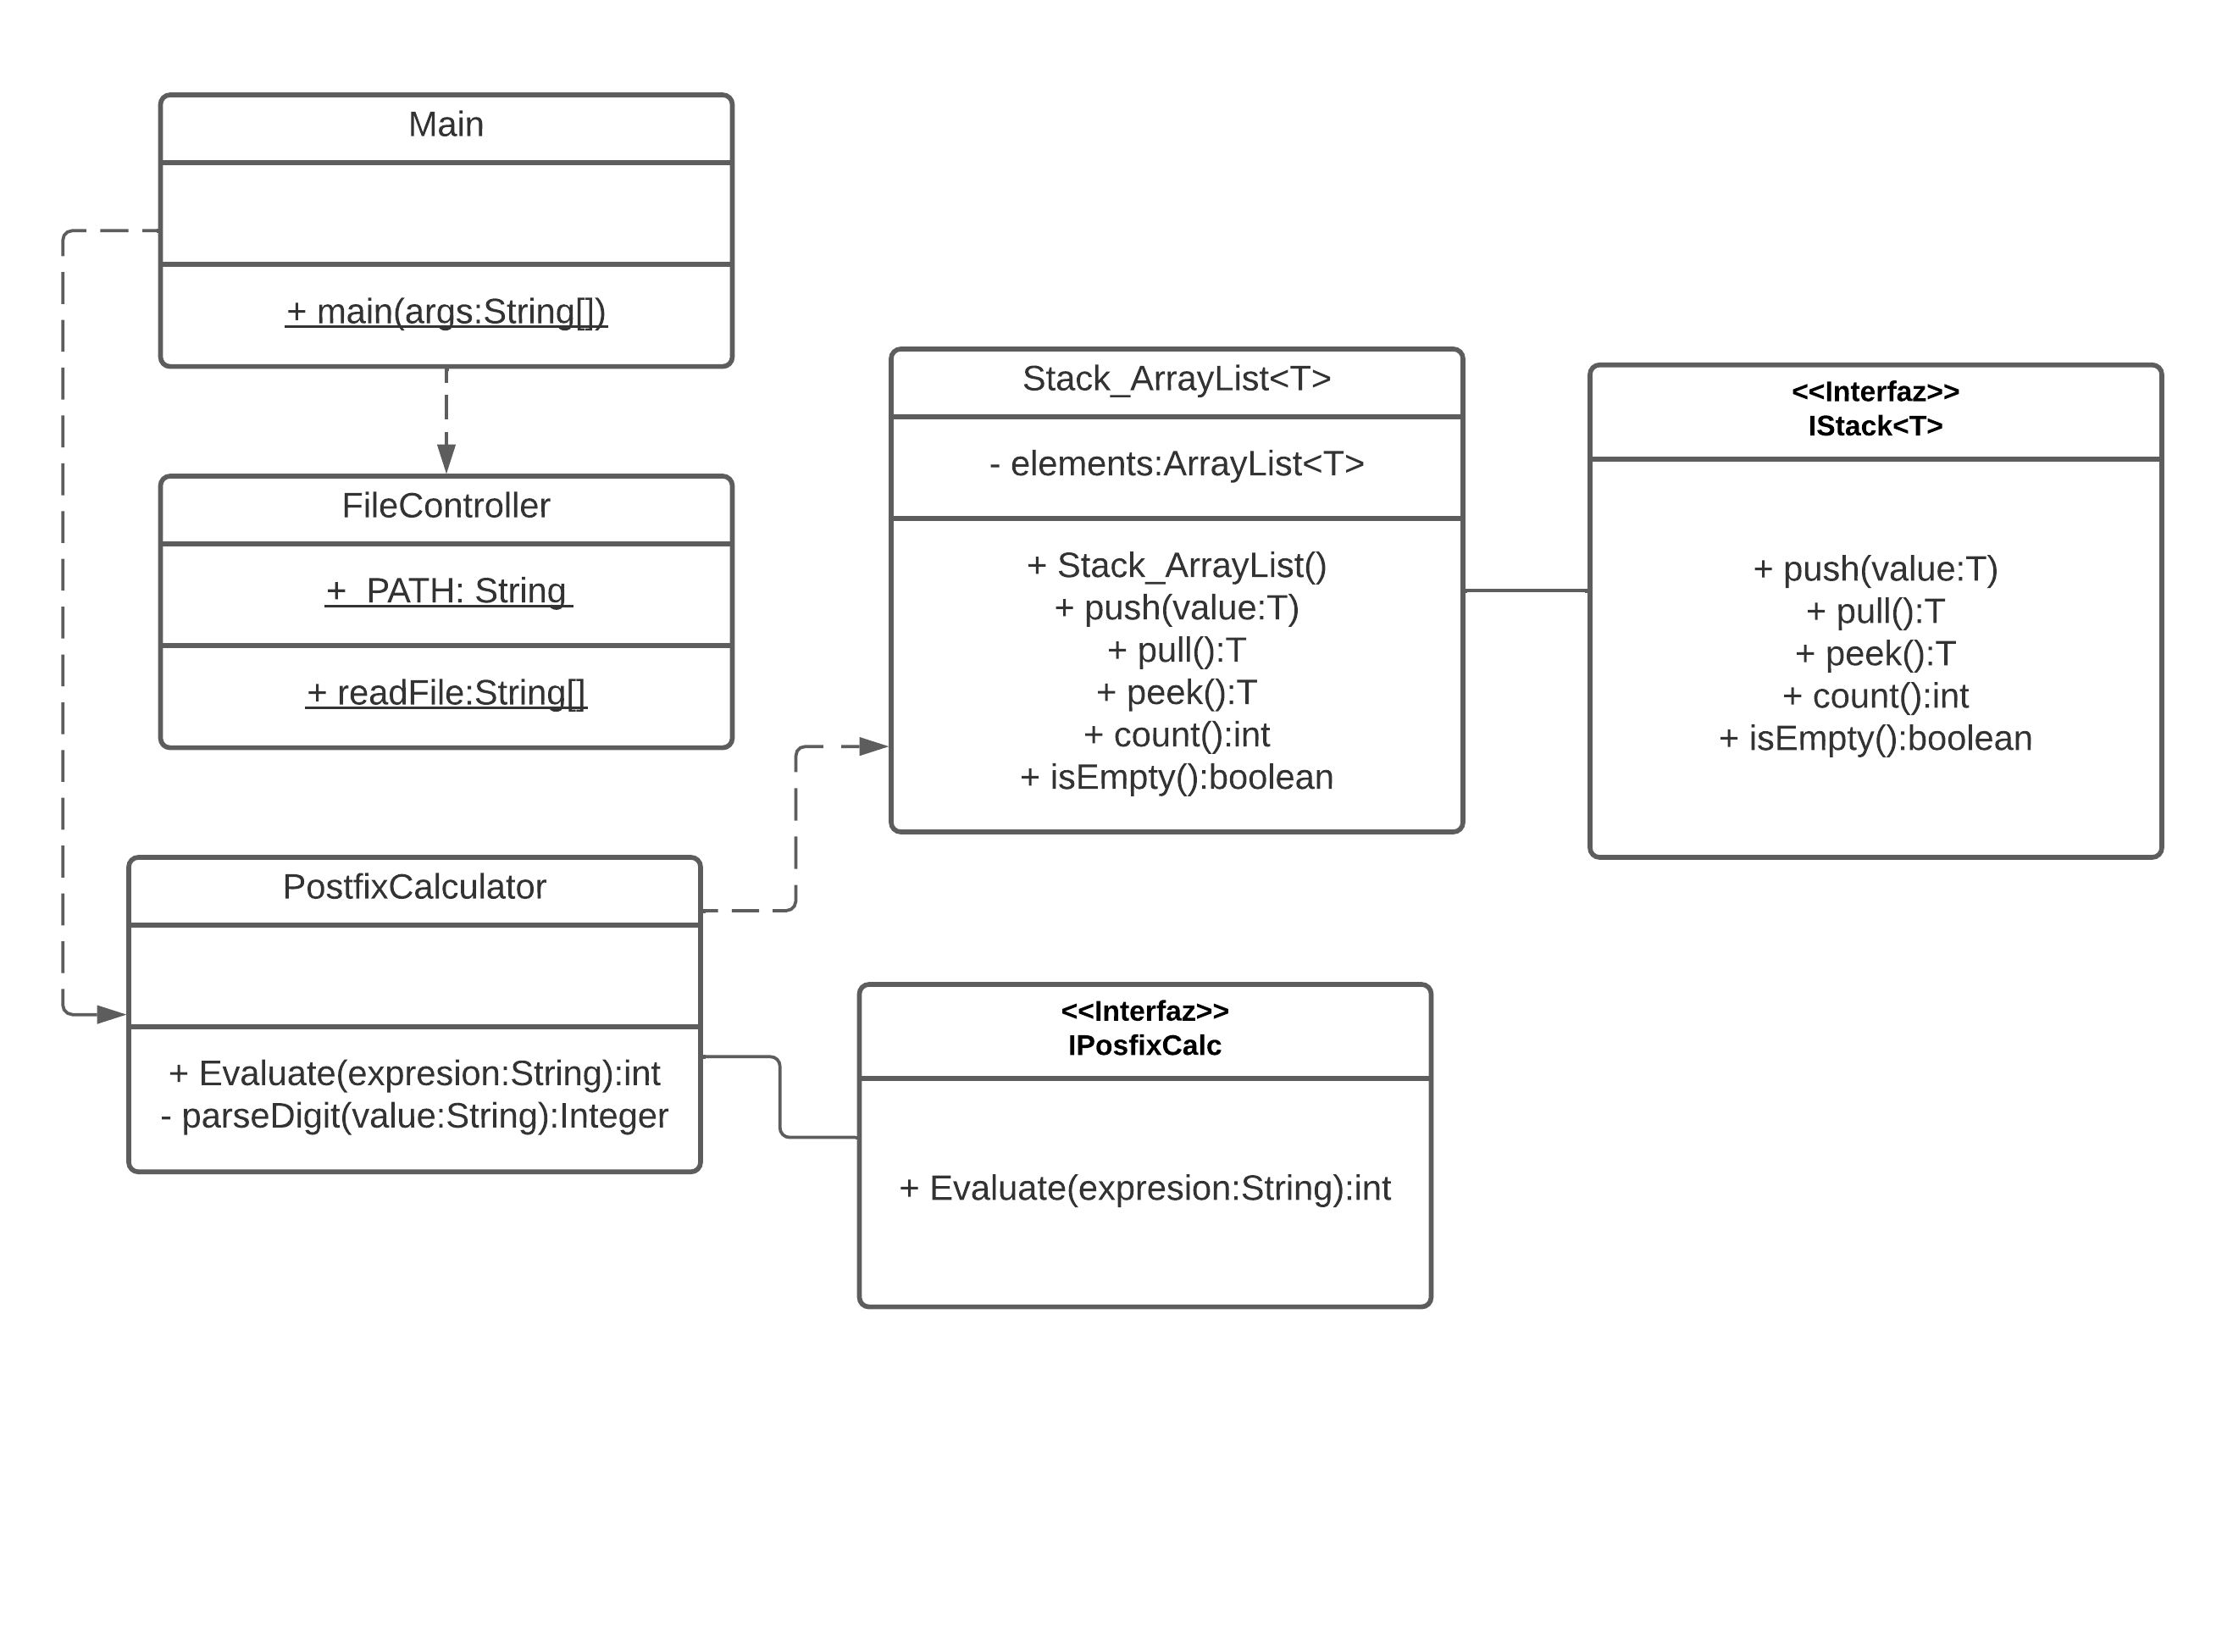 Main
+ main(args:String[])
FileController
+  PATH: String
+ readFile:String[]
PostfixCalculator
+ Evaluate(expresion:String):int
- parseDigit(value:String):Integer
Stack_ArrayList<T>
- elements:ArrayList<T>
+ Stack_ArrayList()
+ push(value:T)
+ pull():T
+ peek():T
+ count():int
+ isEmpty():boolean
<<Interfaz>>
IStack<T>
+ push(value:T)
+ pull():T
+ peek():T
+ count():int
+ isEmpty():boolean
<<Interfaz>>
IPosfixCalc
+ Evaluate(expresion:String):int